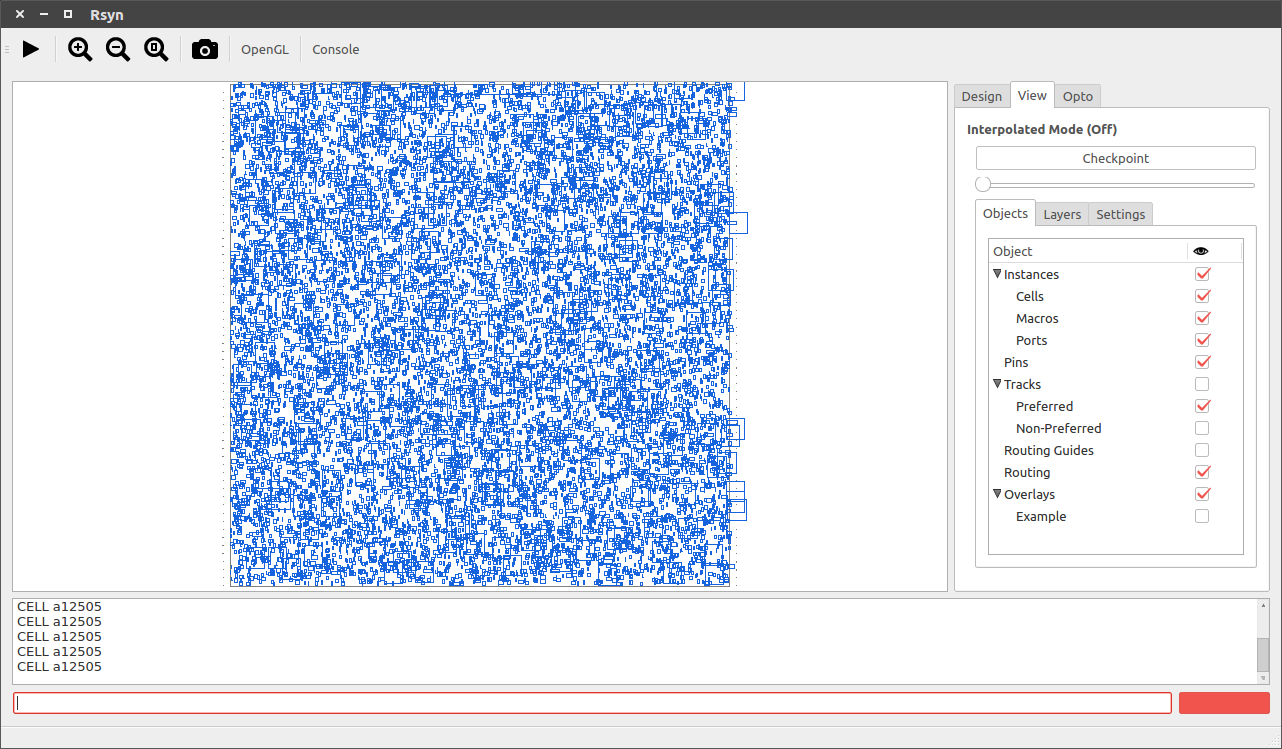 Rsyn
OpenGL Console
Design View Opto
Interpolated Mode (Off)
Checkpoint
Objects Layers Settings
Object
Instances
Cells
Macros
Ports
Pins
Tracks
Preferred
Non-Preferred
Routing Guides
Routing
Overlays
Example
CELL a12505
CELL a12505
CELL a12505
CELL a12505
CELL a12505